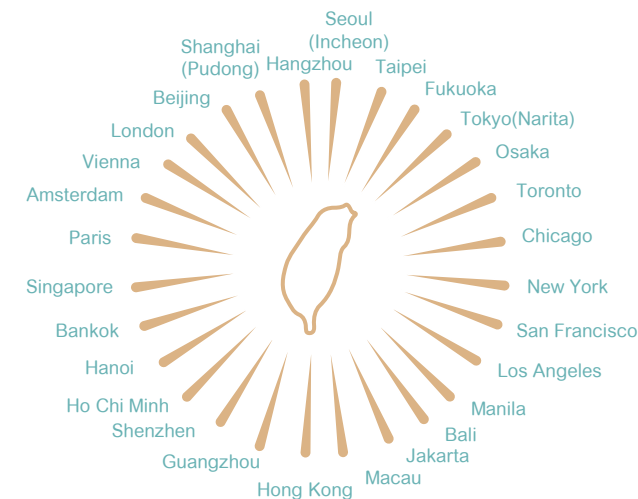 Seoul
(Incheon)
Taipei
Fukuoka
Tokyo(Narita)
Osaka
Toronto
Chicago
New York
San Francisco
Los Angeles
Manila
Bali
Jakarta
Macau
Hong Kong
Guangzhou
Shenzhen
Ho Chi Minh
Hanoi
Bankok
Singapore
Paris
Amsterdam
Vienna
London
Beijing
Shanghai
(Pudong)
Hangzhou